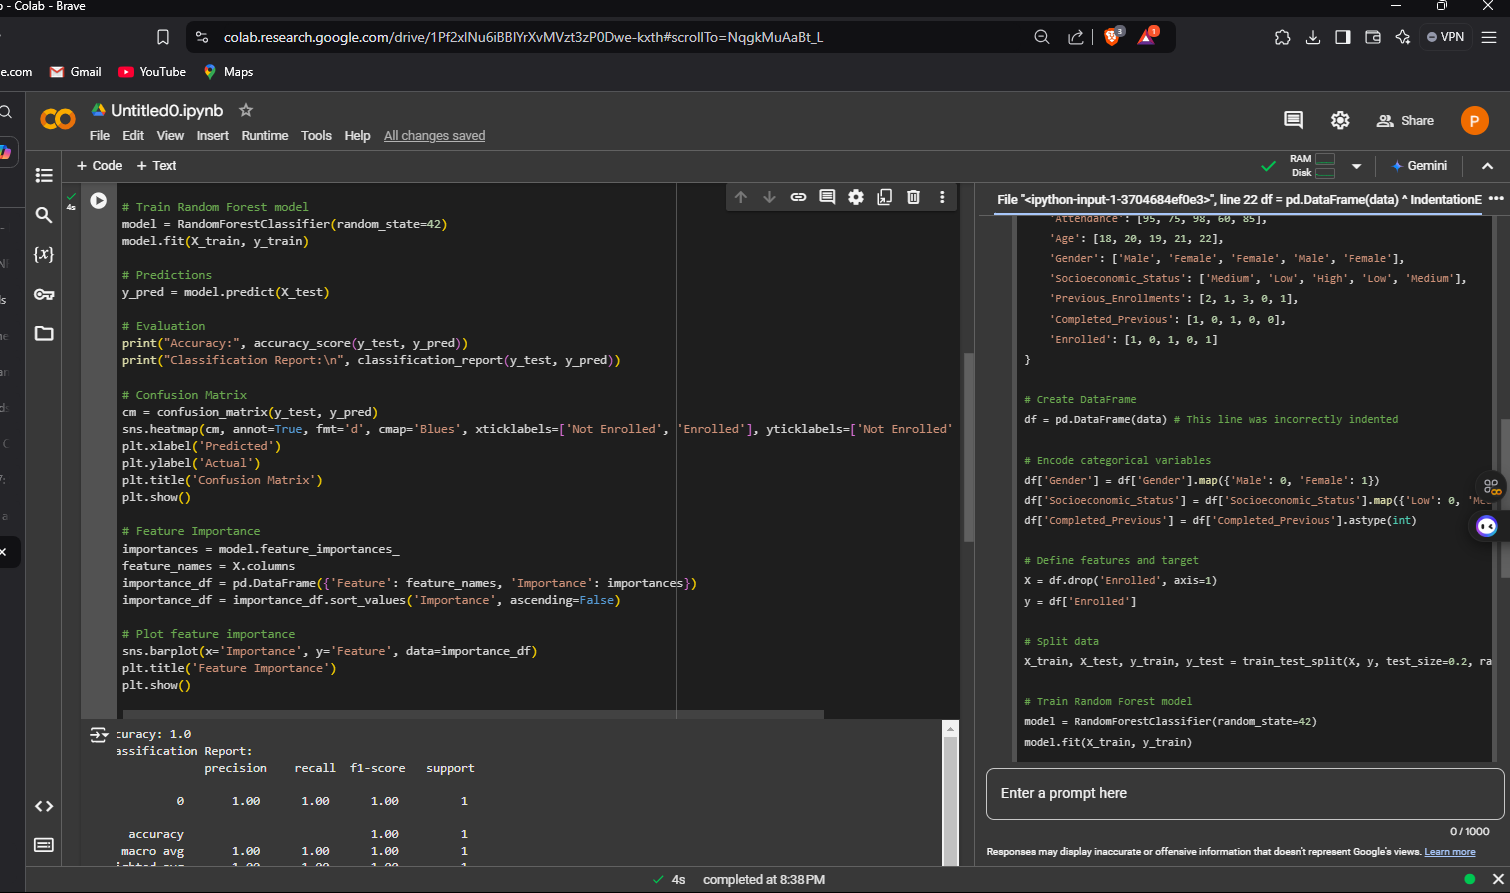 - Colab - Brave
colab.research.google.com/drive/1Pf2xlNu6iBBlYrXvMVzt3zP0Dwe-kxth#scrollTo=NqgkMuAaBt_L
3
1
VPN
e.com
Gmail
YouTube
Maps
Untitled0.ipynb
File Edit View Insert Runtime Tools Help All changes saved
Share
P
+ Code + Text
RAM
Disk
Gemini
4s
# Train Random Forest model
model = RandomForestClassifier(random_state=42)
model.fit(X_train, y_train)
# Predictions
y_pred = model.predict(X_test)
# Evaluation
print("Accuracy:", accuracy_score(y_test, y_pred))
print("Classification Report:\n", classification_report(y_test, y_pred))
# Confusion Matrix
cm = confusion_matrix(y_test, y_pred)
sns.heatmap(cm, annot=True, fmt='d', cmap='Blues', xticklabels=['Not Enrolled', 'Enrolled'], yticklabels=['Not Enrolled'
plt.xlabel('Predicted')
plt.ylabel('Actual')
plt.title('Confusion Matrix')
plt.show()
# Feature Importance
importances = model.feature_importances_
feature_names = X.columns
importance_df = pd.DataFrame({'Feature': feature_names, 'Importance': importances})
importance_df = importance_df.sort_values('Importance', ascending=False)
# Plot feature importance
sns.barplot(x='Importance', y='Feature', data=importance_df)
plt.title('Feature Importance')
plt.show()
curacy: 1.0
assification Report:
precision recall f1-score support
0 1.00 1.00 1.00 1
accuracy 1.00 1
macro avg 1.00 1.00 1.00 1
File "<ipython-input-1-3704684ef0e3>", line 22 df = pd.DataFrame(data) ^ IndentationE
'Attendance': [95, 75, 98, 60, 85],
'Age': [18, 20, 19, 21, 22],
'Gender': ['Male', 'Female', 'Female', 'Male', 'Female'],
'Socioeconomic_Status': ['Medium', 'Low', 'High', 'Low', 'Medium'],
'Previous_Enrollments': [2, 1, 3, 0, 1],
'Completed_Previous': [1, 0, 1, 0, 0],
'Enrolled': [1, 0, 1, 0, 1]
}
# Create DataFrame
df = pd.DataFrame(data) # This line was incorrectly indented
# Encode categorical variables
df['Gender'] = df['Gender'].map({'Male': 0, 'Female': 1})
df['Socioeconomic_Status'] = df['Socioeconomic_Status'].map({'Low': 0,
df['Completed_Previous'] = df['Completed_Previous'].astype(int)
# Define features and target
X = df.drop('Enrolled', axis=1)
y = df['Enrolled']
# Split data
X_train, X_test, y_train, y_test = train_test_split(X, y, test_size=0.2, ra
# Train Random Forest model
model = RandomForestClassifier(random_state=42)
model.fit(X_train, y_train)
Enter a prompt here
0 / 1000
Responses may display inaccurate or offensive information that doesn't represent Google's views. Learn more
4s completed at 8:38 PM